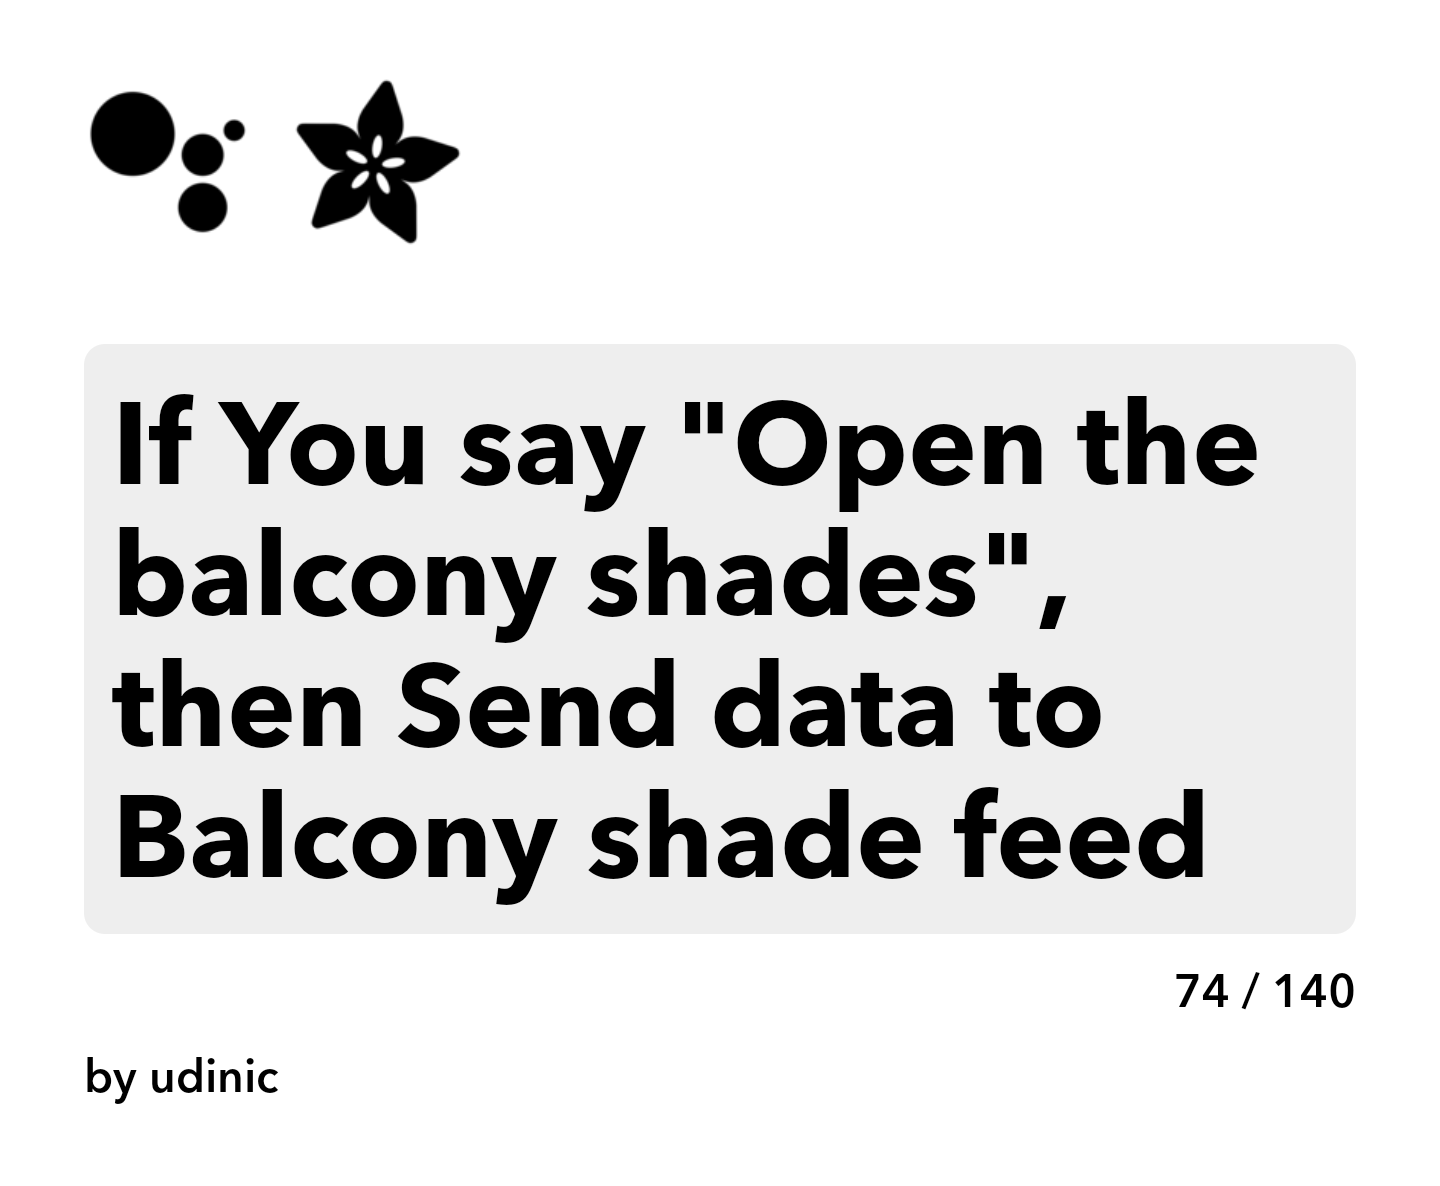 If You say "Open the
balcony shades",
then Send data to
Balcony shade feed
74 / 140
by udinic